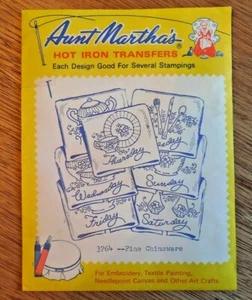 Aunt Martha's®
HOT IRON TRANSFERS
Each Design Good For Several Stampings
Thursday
Wednesday
Sunday
Friday
Saturday
3764 --Fine Chinaware
For Embroidery, Textile Painting,
Needlepoint Canvas and Other Art Crafts